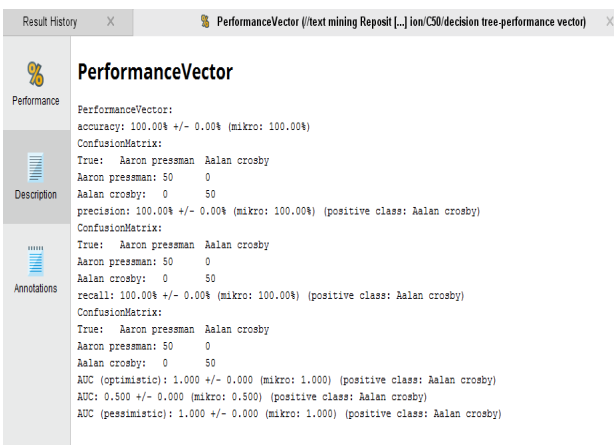 Result History
PerformanceVector (//text mining Reposit [...] ion/C50/decision tree-performance vector)
PerformanceVector
Performance
PerformanceVector:
accuracy: 100.00% +/- 0.00% (mikro: 100.00%)
ConfusionMatrix:
True: Aaron pressman Aalan crosby
Aaron pressman: 50 0
Aalan crosby: 0 50
Description
precision: 100.00% +/- 0.00% (mikro: 100.00%) (positive class: Aalan crosby)
ConfusionMatrix:
True: Aaron pressman Aalan crosby
Aaron pressman: 50 0
Aalan crosby: 0 50
Annotations
recall: 100.00% +/- 0.00% (mikro: 100.00%) (positive class: Aalan crosby)
ConfusionMatrix:
True: Aaron pressman Aalan crosby
Aaron pressman: 50 0
Aalan crosby: 0 50
AUC (optimistic): 1.000 +/- 0.000 (mikro: 1.000) (positive class: Aalan crosby)
AUC: 0.500 +/- 0.000 (mikro: 0.500) (positive class: Aalan crosby)
AUC (pessimistic): 1.000 +/- 0.000 (mikro: 1.000) (positive class: Aalan crosby)